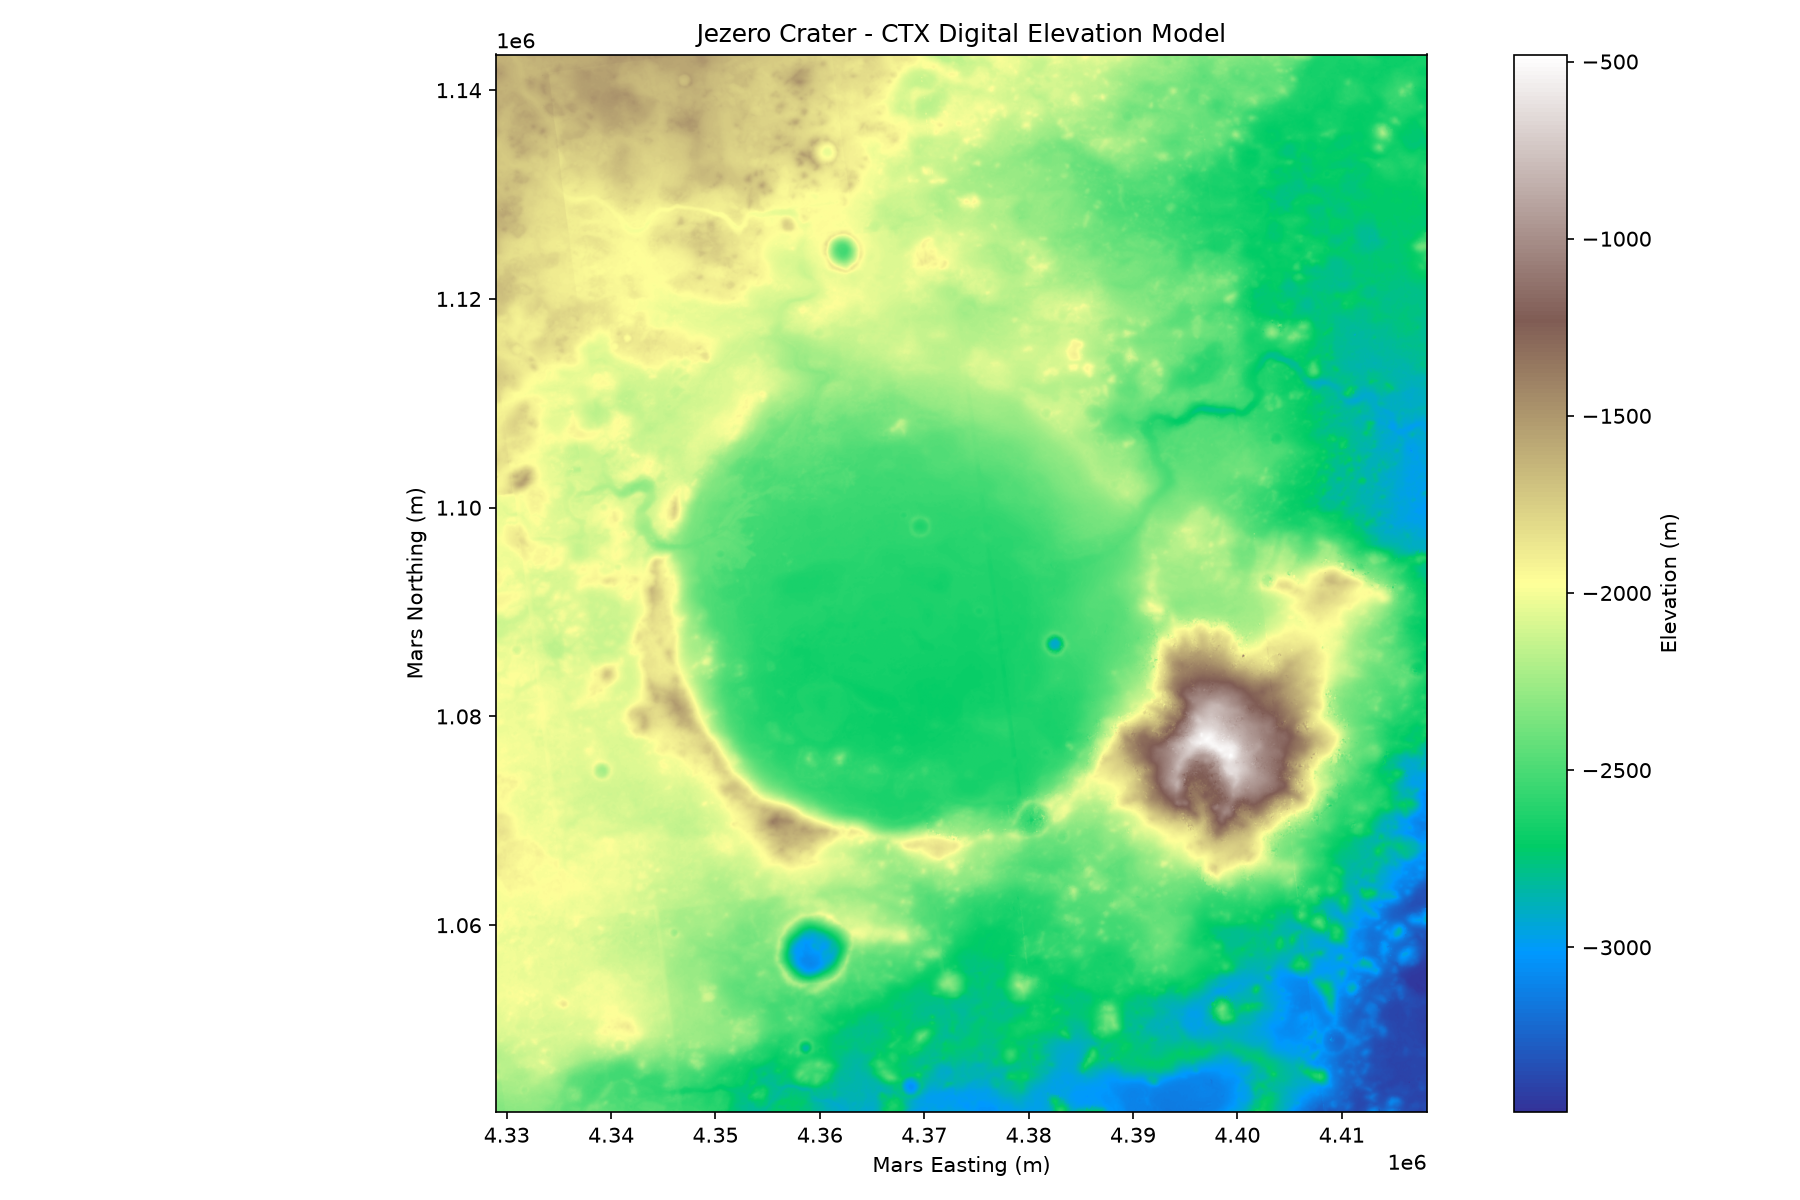 Jezero Crater - CTX Digital Elevation Model
1e6
1.14
1.12
1.10
1.08
1.06
Mars Northing (m)
4.33 4.34 4.35 4.36 4.37 4.38 4.39 4.40 4.41
Mars Easting (m)
1e6
−500
−1000
−1500
−2000
−2500
−3000
Elevation (m)